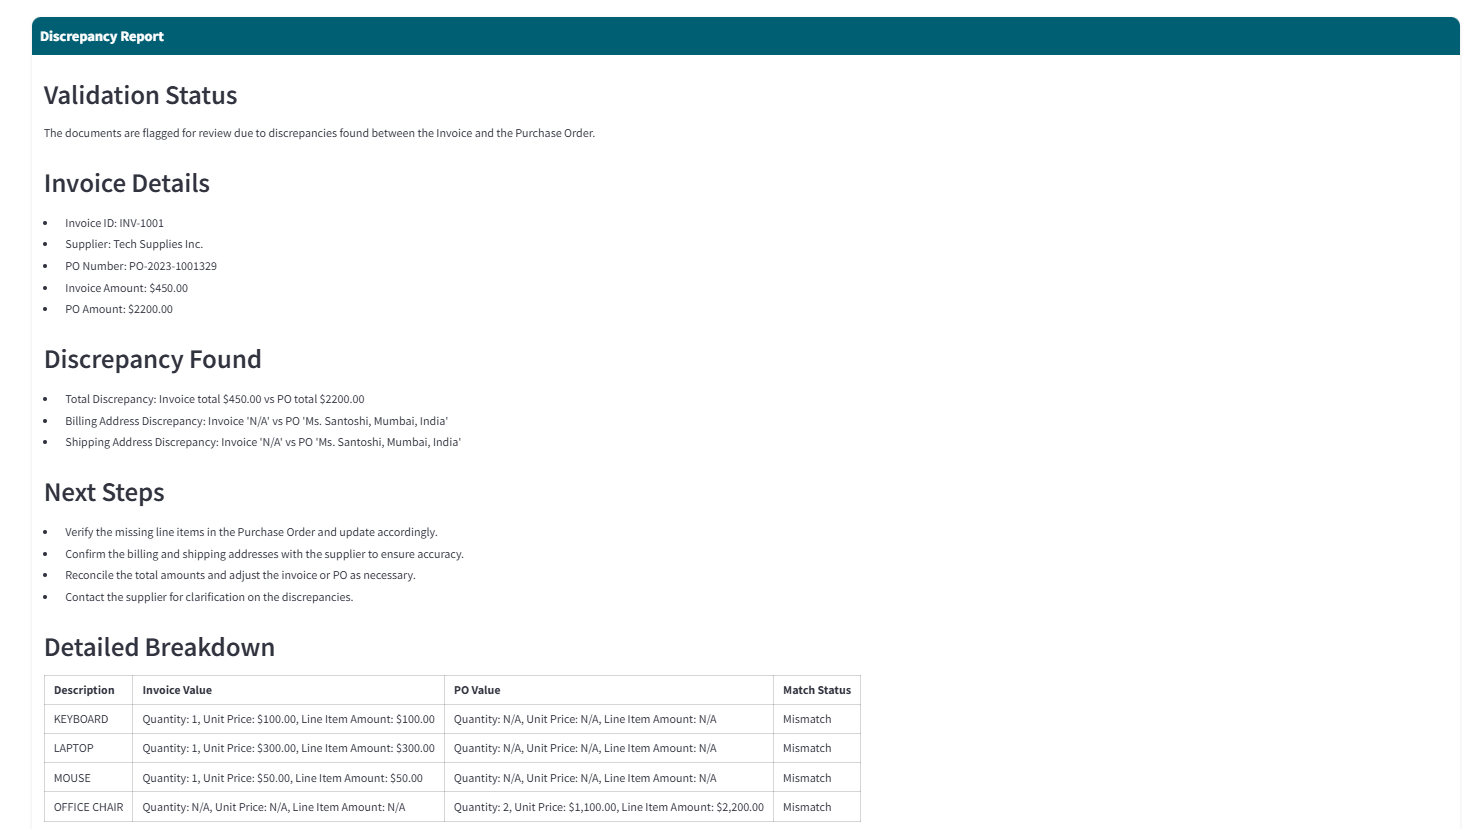 Discrepancy Report
Validation Status
The documents are flagged for review due to discrepancies found between the Invoice and the Purchase Order.
Invoice Details
• Invoice ID: INV-1001
• Supplier: Tech Supplies Inc.
• PO Number: PO-2023-1001329
• Invoice Amount: $450.00
• PO Amount: $2200.00
Discrepancy Found
• Total Discrepancy: Invoice total $450.00 vs PO total $2200.00
• Billing Address Discrepancy: Invoice 'N/A' vs PO 'Ms. Santoshi, Mumbai, India'
• Shipping Address Discrepancy: Invoice 'N/A' vs PO 'Ms. Santoshi, Mumbai, India'
Next Steps
• Verify the missing line items in the Purchase Order and update accordingly.
• Confirm the billing and shipping addresses with the supplier to ensure accuracy.
• Reconcile the total amounts and adjust the invoice or PO as necessary.
• Contact the supplier for clarification on the discrepancies.
Detailed Breakdown
Description Invoice Value PO Value Match Status
KEYBOARD Quantity: 1, Unit Price: $100.00, Line Item Amount: $100.00 Quantity: N/A, Unit Price: N/A, Line Item Amount: N/A Mismatch
LAPTOP Quantity: 1, Unit Price: $300.00, Line Item Amount: $300.00 Quantity: N/A, Unit Price: N/A, Line Item Amount: N/A Mismatch
MOUSE Quantity: 1, Unit Price: $50.00, Line Item Amount: $50.00 Quantity: N/A, Unit Price: N/A, Line Item Amount: N/A Mismatch
OFFICE CHAIR Quantity: N/A, Unit Price: N/A, Line Item Amount: N/A Quantity: 2, Unit Price: $1,100.00, Line Item Amount: $2,200.00 Mismatch